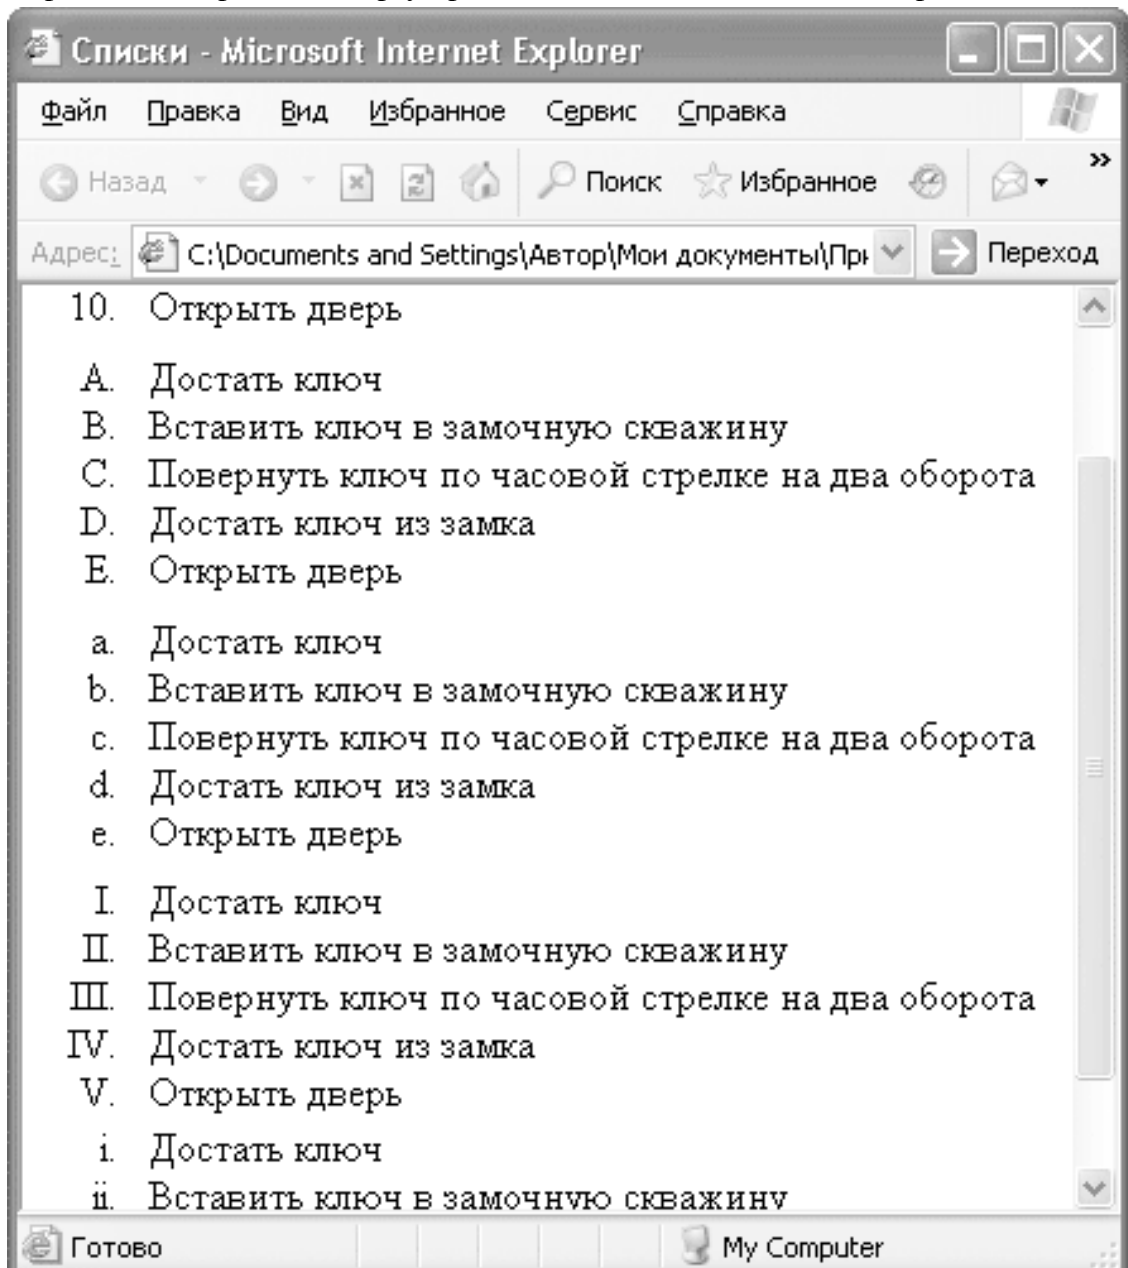 Списки - Microsoft Internet Explorer
Файл Правка Вид Избранное Сервис Справка
Назад Поиск Избранное »
Адрес: C:\Documents and Settings\Автор\Мои документы\При Переход
10. Открыть дверь
A. Достать ключ
B. Вставить ключ в замочную скважину
C. Повернуть ключ по часовой стрелке на два оборота
D. Достать ключ из замка
E. Открыть дверь
a. Достать ключ
b. Вставить ключ в замочную скважину
c. Повернуть ключ по часовой стрелке на два оборота
d. Достать ключ из замка
e. Открыть дверь
I. Достать ключ
II. Вставить ключ в замочную скважину
III. Повернуть ключ по часовой стрелке на два оборота
IV. Достать ключ из замка
V. Открыть дверь
i. Достать ключ
ii. Вставить ключ в замочную скважину
Готово My Computer